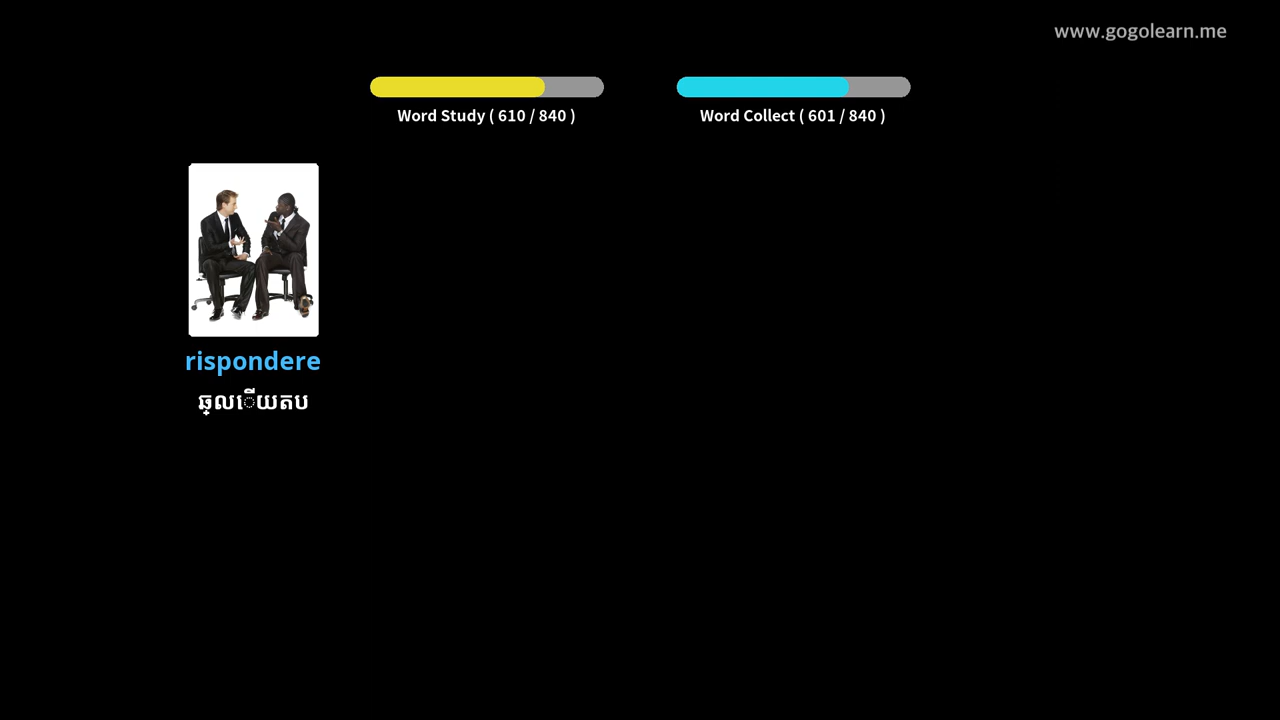 www.gogolearn.me
Word Study ( 610 / 840 )
Word Collect ( 601 / 840 )
rispondere
ឆ្លើយតប